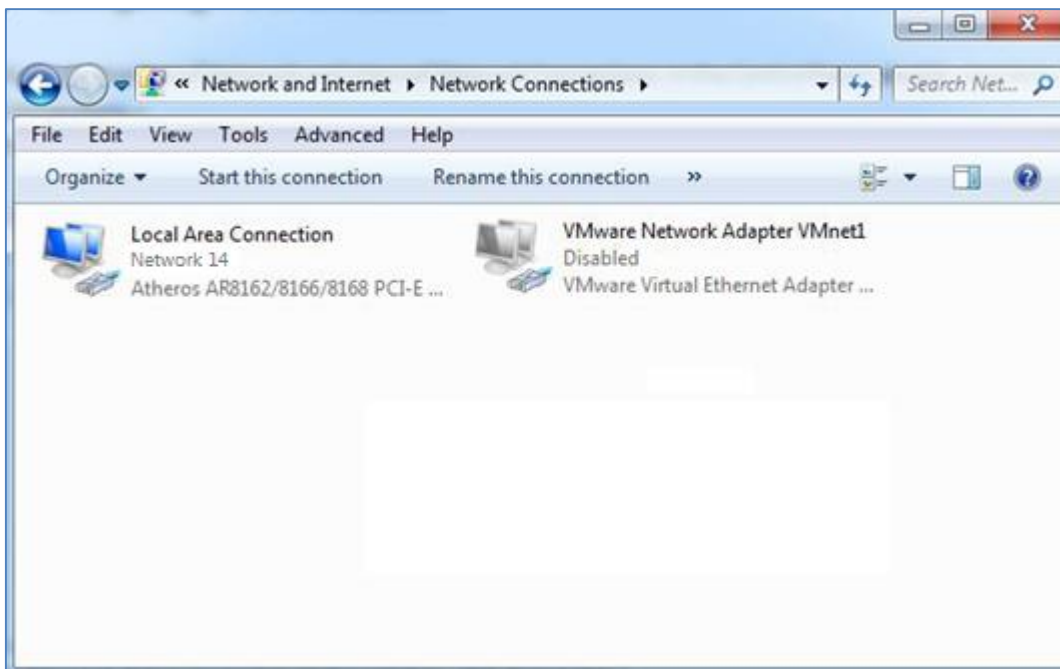 « Network and Internet ▸ Network Connections ▸ Search Net...
File Edit View Tools Advanced Help
Organize Start this connection Rename this connection »
Local Area Connection
Network 14
Atheros AR8162/8166/8168 PCI-E ...
VMware Network Adapter VMnet1
Disabled
VMware Virtual Ethernet Adapter ...